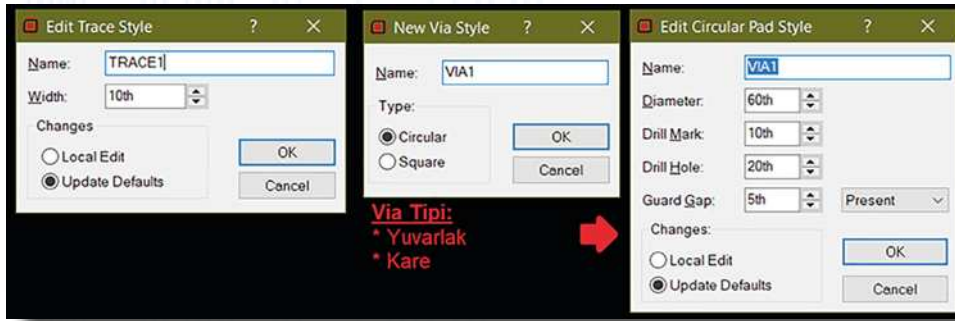 Edit Trace Style ? ×
Name: TRACE1
Width: 10th
Changes
Local Edit
Update Defaults
OK
Cancel
New Via Style ? ×
Name: VIA1
Type:
Circular
Square
OK
Cancel
Via Tipi:
* Yuvarlak
* Kare
Edit Circular Pad Style ? ×
Name: VIA1
Diameter: 60th
Drill Mark: 10th
Drill Hole: 20th
Guard Gap: 5th Present
Changes:
Local Edit
Update Defaults
OK
Cancel